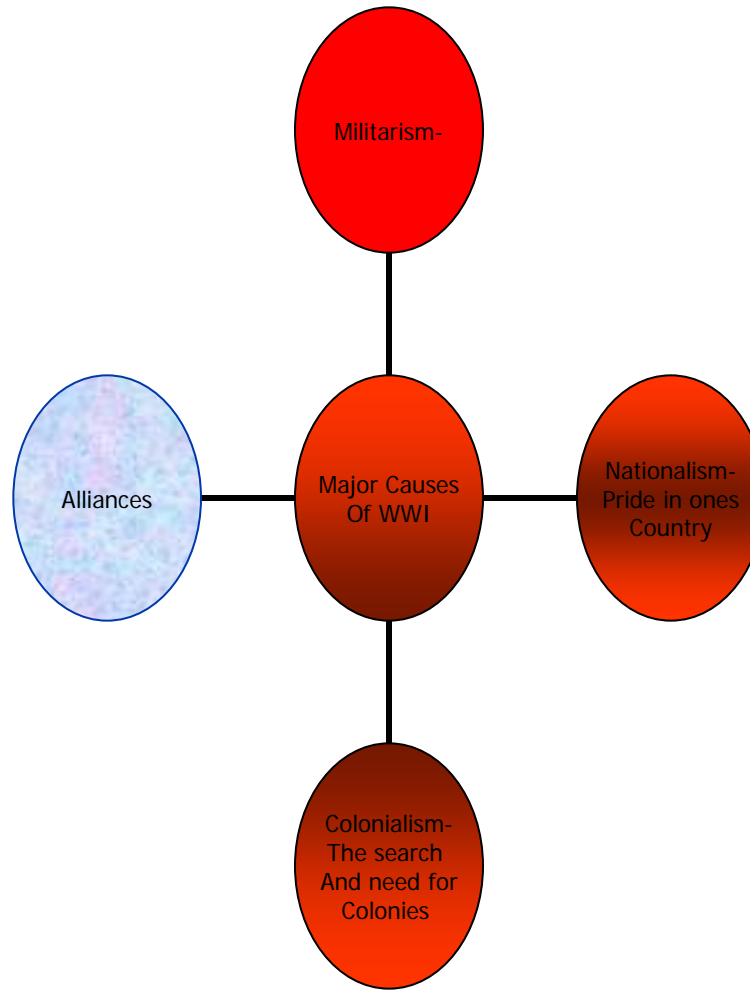 Militarism-
Alliances
Major Causes
Of WWI
Nationalism-
Pride in ones
Country
Colonialism-
The search
And need for
Colonies